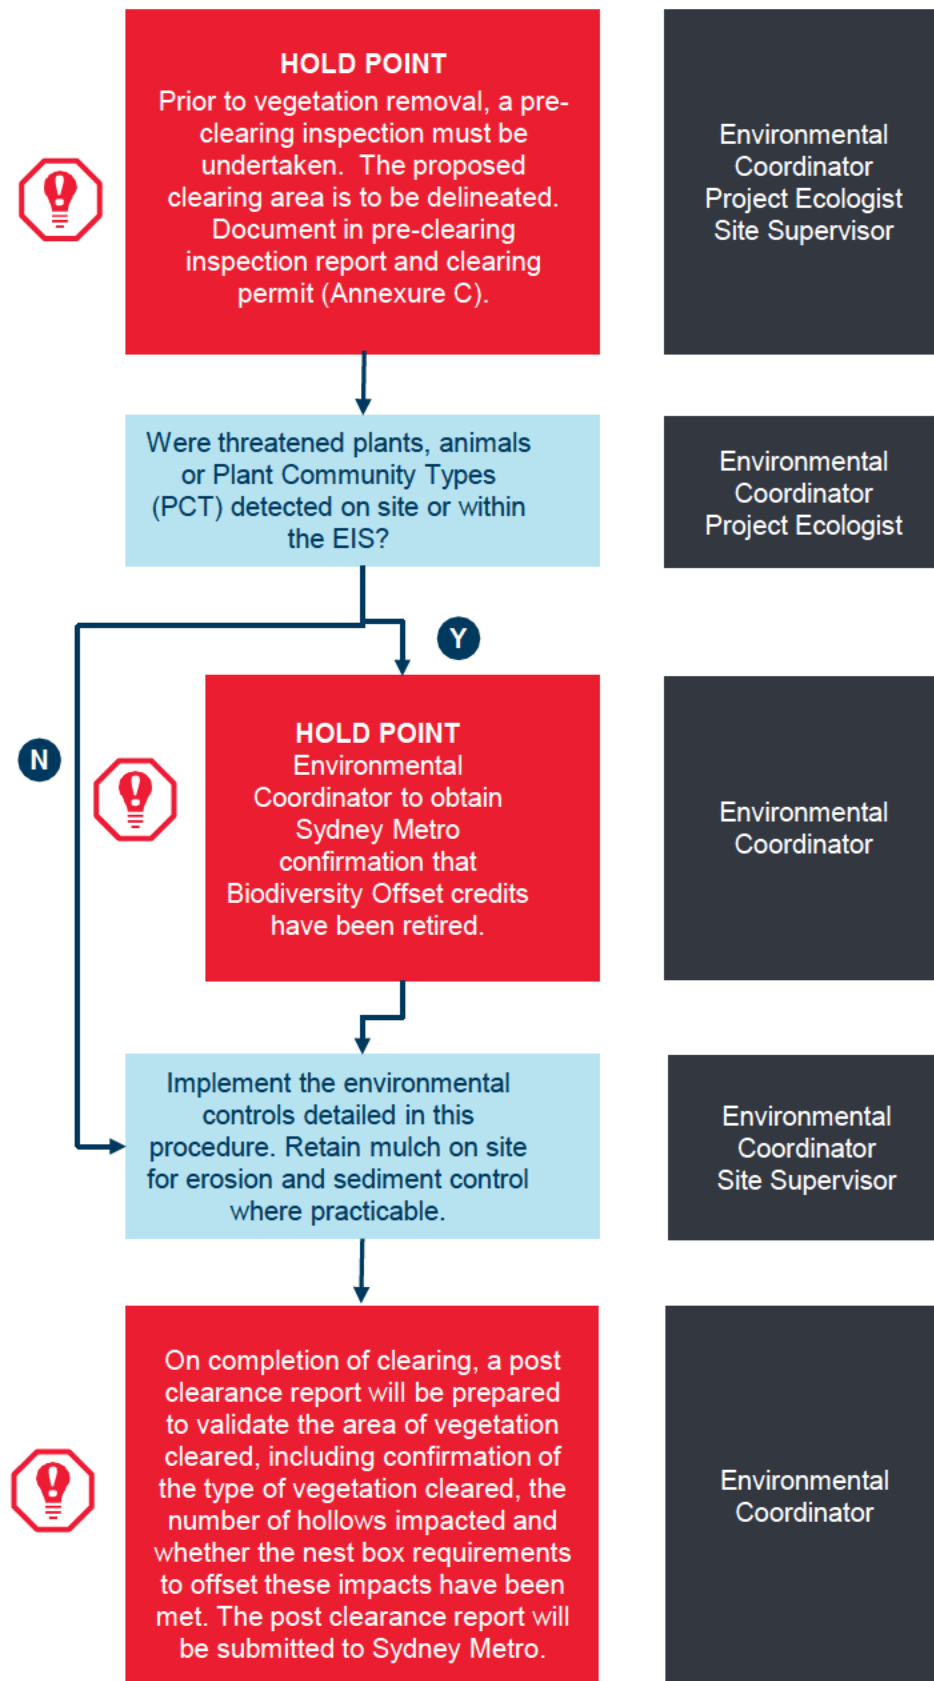 HOLD POINT
Prior to vegetation removal, a pre-
clearing inspection must be
undertaken.  The proposed
clearing area is to be delineated.
Document in pre-clearing
inspection report and clearing
permit (Annexure C).
Environmental
Coordinator
Project Ecologist
Site Supervisor
Were threatened plants, animals
or Plant Community Types
(PCT) detected on site or within
the EIS?
Environmental
Coordinator
Project Ecologist
Y
N
HOLD POINT
Environmental
Coordinator to obtain
Sydney Metro
confirmation that
Biodiversity Offset credits
have been retired.
Environmental
Coordinator
Implement the environmental
controls detailed in this
procedure. Retain mulch on site
for erosion and sediment control
where practicable.
Environmental
Coordinator
Site Supervisor
On completion of clearing, a post
clearance report will be prepared
to validate the area of vegetation
cleared, including confirmation of
the type of vegetation cleared, the
number of hollows impacted and
whether the nest box requirements
to offset these impacts have been
met. The post clearance report will
be submitted to Sydney Metro.
Environmental
Coordinator